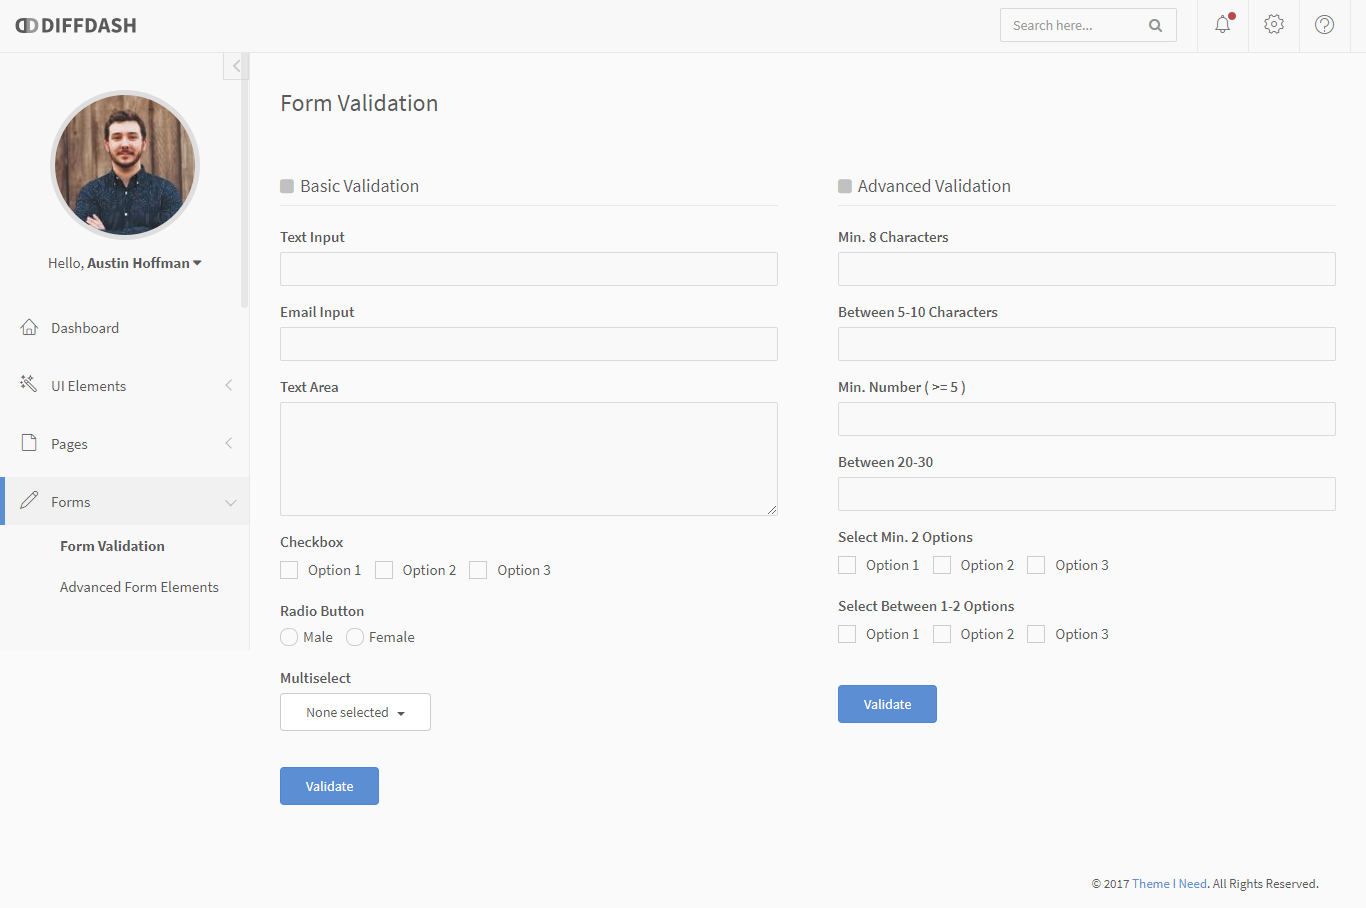 DIFFDASH
Search here...
Hello, Austin Hoffman
Dashboard
UI Elements
Pages
Forms
Form Validation
Advanced Form Elements
Form Validation
Basic Validation
Text Input
Email Input
Text Area
Checkbox
Option 1 Option 2 Option 3
Radio Button
Male Female
Multiselect
None selected
Validate
Advanced Validation
Min. 8 Characters
Between 5-10 Characters
Min. Number ( >= 5 )
Between 20-30
Select Min. 2 Options
Option 1 Option 2 Option 3
Select Between 1-2 Options
Option 1 Option 2 Option 3
Validate
© 2017 Theme I Need. All Rights Reserved.